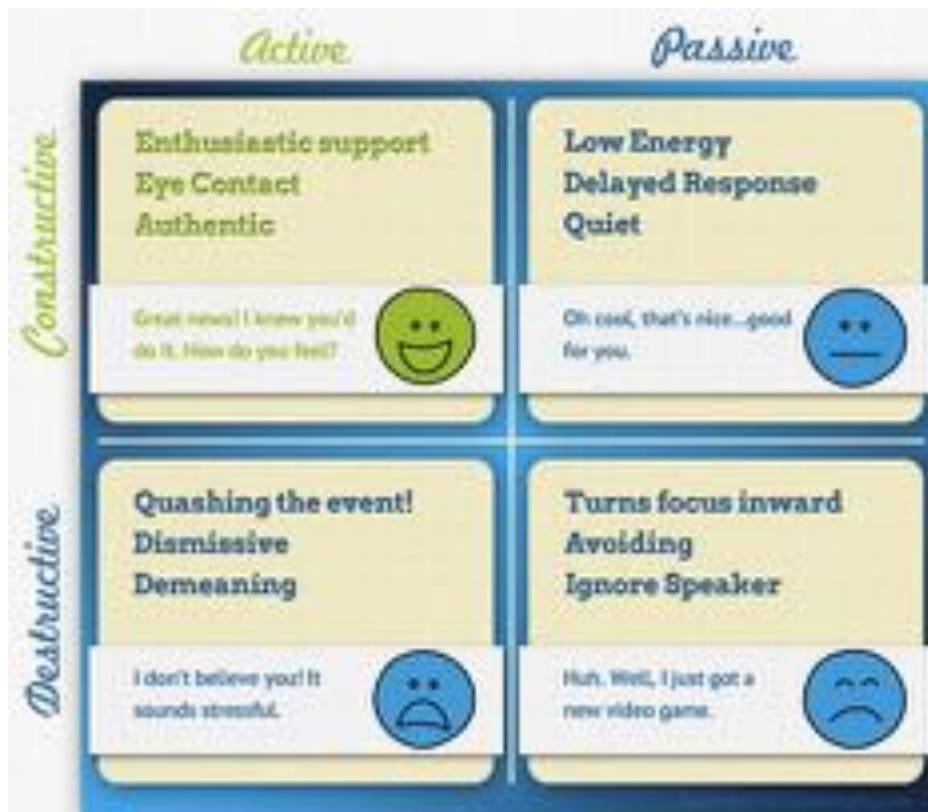 Active
Passive
Constructive
Enthusiastic support
Eye Contact
Authentic
Great news! I knew you'd
do it. How do you feel?
Low Energy
Delayed Response
Quiet
Oh cool, that's nice...good
for you.
Destructive
Quashing the event!
Dismissive
Demeaning
I don't believe you! It
sounds stressful.
Turns focus inward
Avoiding
Ignore Speaker
Huh. Well, I just got a
new video game.